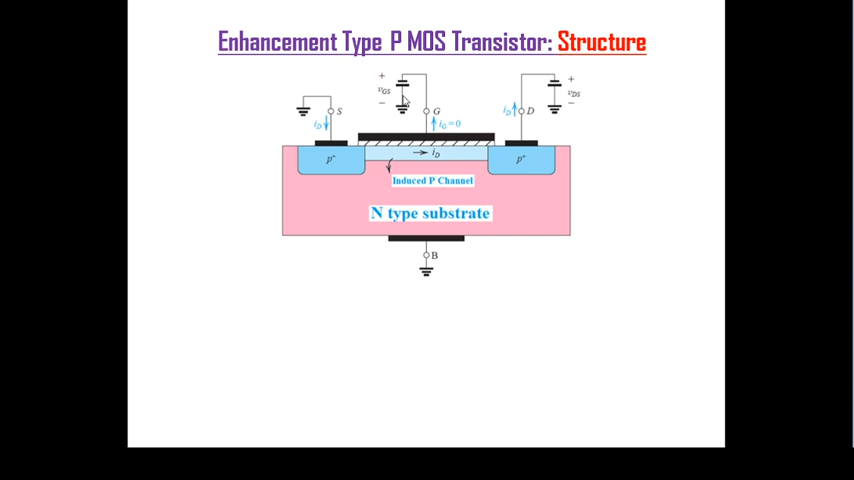 Enhancement Type P MOS Transistor: Structure
+ +
vGS vDS
− −
S G D
iD iG = 0 iD
p+ iD p+
Induced P Channel
N type substrate
B